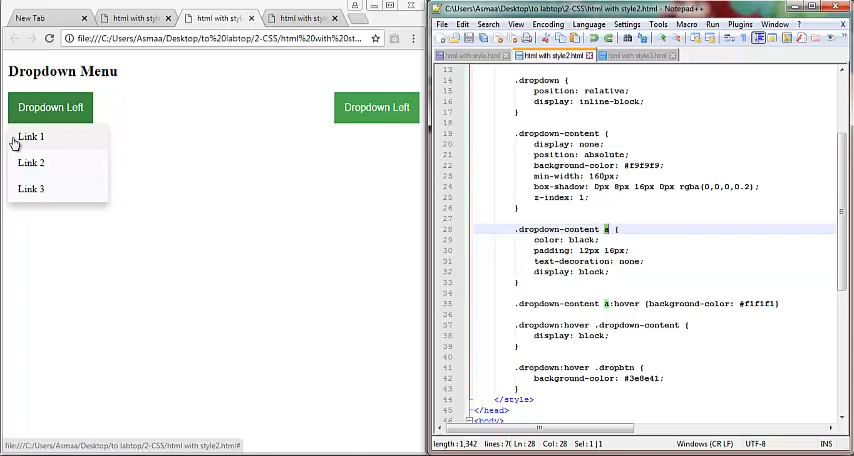 New Tab
html with style
html with style
html with style
file:///C:/Users/Asmaa/Desktop/to%20labtop/2-CSS/html%20with%20st...
Dropdown Menu
Dropdown Left
Dropdown Left
Link 1
Link 2
Link 3
file:///C:/Users/Asmaa/Desktop/to labtop/2-CSS/html with style2.html#
C:\Users\Asmaa\Desktop\to labtop\2-CSS\html with style2.html - Notepad++
File Edit Search View Encoding Language Settings Tools Macro Run Plugins Window ?
html with style.html
html with style2.html
html with style3.html
13
14 .dropdown {
15 position: relative;
16 display: inline-block;
17 }
18
19 .dropdown-content {
20 display: none;
21 position: absolute;
22 background-color: #f9f9f9;
23 min-width: 160px;
24 box-shadow: 0px 8px 16px 0px rgba(0,0,0,0.2);
25 z-index: 1;
26 }
27
28 .dropdown-content a {
29 color: black;
30 padding: 12px 16px;
31 text-decoration: none;
32 display: block;
33 }
34
35 .dropdown-content a:hover {background-color: #f1f1f1}
36
37 .dropdown:hover .dropdown-content {
38 display: block;
39 }
40
41 .dropdown:hover .dropbtn {
42 background-color: #3e8e41;
43 }
44 </style>
45 </head>
46 <body>
length : 1,342 lines : 70 Ln : 28 Col : 28 Sel : 1 | 1 Windows (CR LF) UTF-8 INS